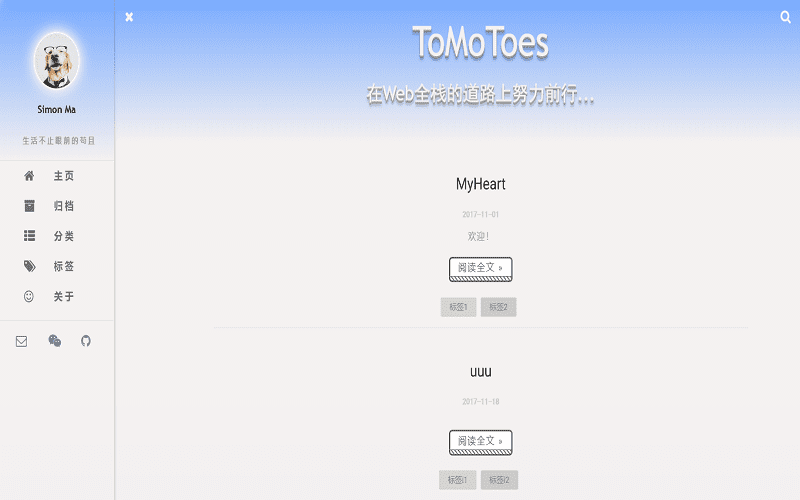 Simon Ma
生活不止眼前的苟且
主页
归档
分类
标签
关于
ToMoToes
在Web全栈的道路上努力前行...
MyHeart
2017-11-01
欢迎!
阅读全文 »
标签1 标签2
uuu
2017-11-18
阅读全文 »
标签i1 标签i2